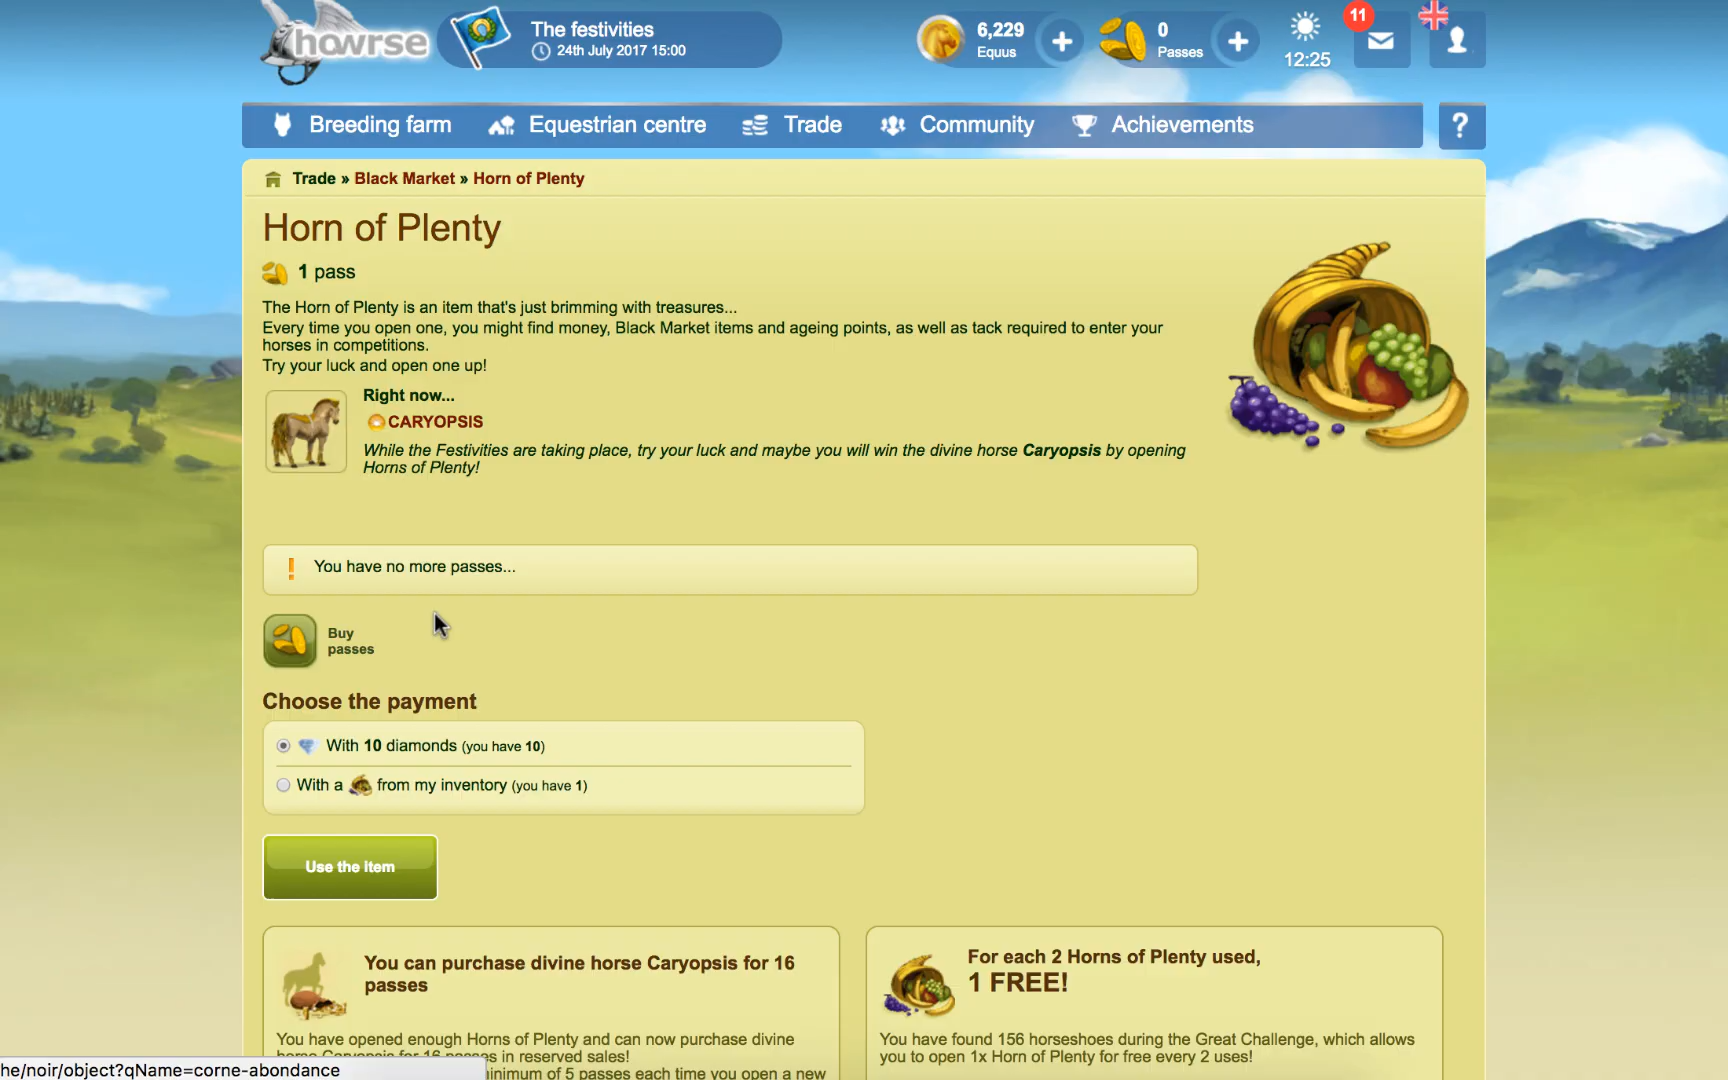 howrse
The festivities
24th July 2017 15:00
6,229
Equus
0
Passes
12:25
11
Breeding farm
Equestrian centre
Trade
Community
Achievements
?
Trade » Black Market » Horn of Plenty
Horn of Plenty
1 pass
The Horn of Plenty is an item that's just brimming with treasures...
Every time you open one, you might find money, Black Market items and ageing points, as well as tack required to enter your
horses in competitions.
Try your luck and open one up!
Right now...
CARYOPSIS
While the Festivities are taking place, try your luck and maybe you will win the divine horse Caryopsis by opening
Horns of Plenty!
You have no more passes...
Buy
passes
Choose the payment
With 10 diamonds (you have 10)
With a from my inventory (you have 1)
Use the item
You can purchase divine horse Caryopsis for 16
passes
You have opened enough Horns of Plenty and can now purchase divine
horse Caryopsis for 16 passes in reserved sales!
minimum of 5 passes each time you open a new
For each 2 Horns of Plenty used,
1 FREE!
You have found 156 horseshoes during the Great Challenge, which allows
you to open 1x Horn of Plenty for free every 2 uses!
he/noir/object?qName=corne-abondance